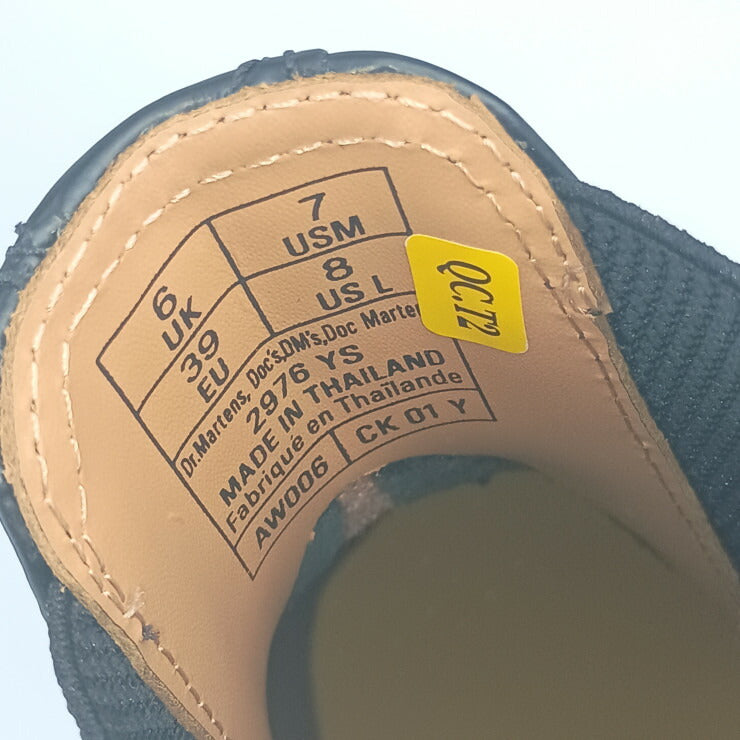 6
UK
7
USM
39
EU
8
US L
Dr.Martens, Doc's,DM's,Doc Marte
2976 YS
MADE IN THAILAND
Fabriqué en Thaïlande
AW006
CK 01 Y
QC.T2